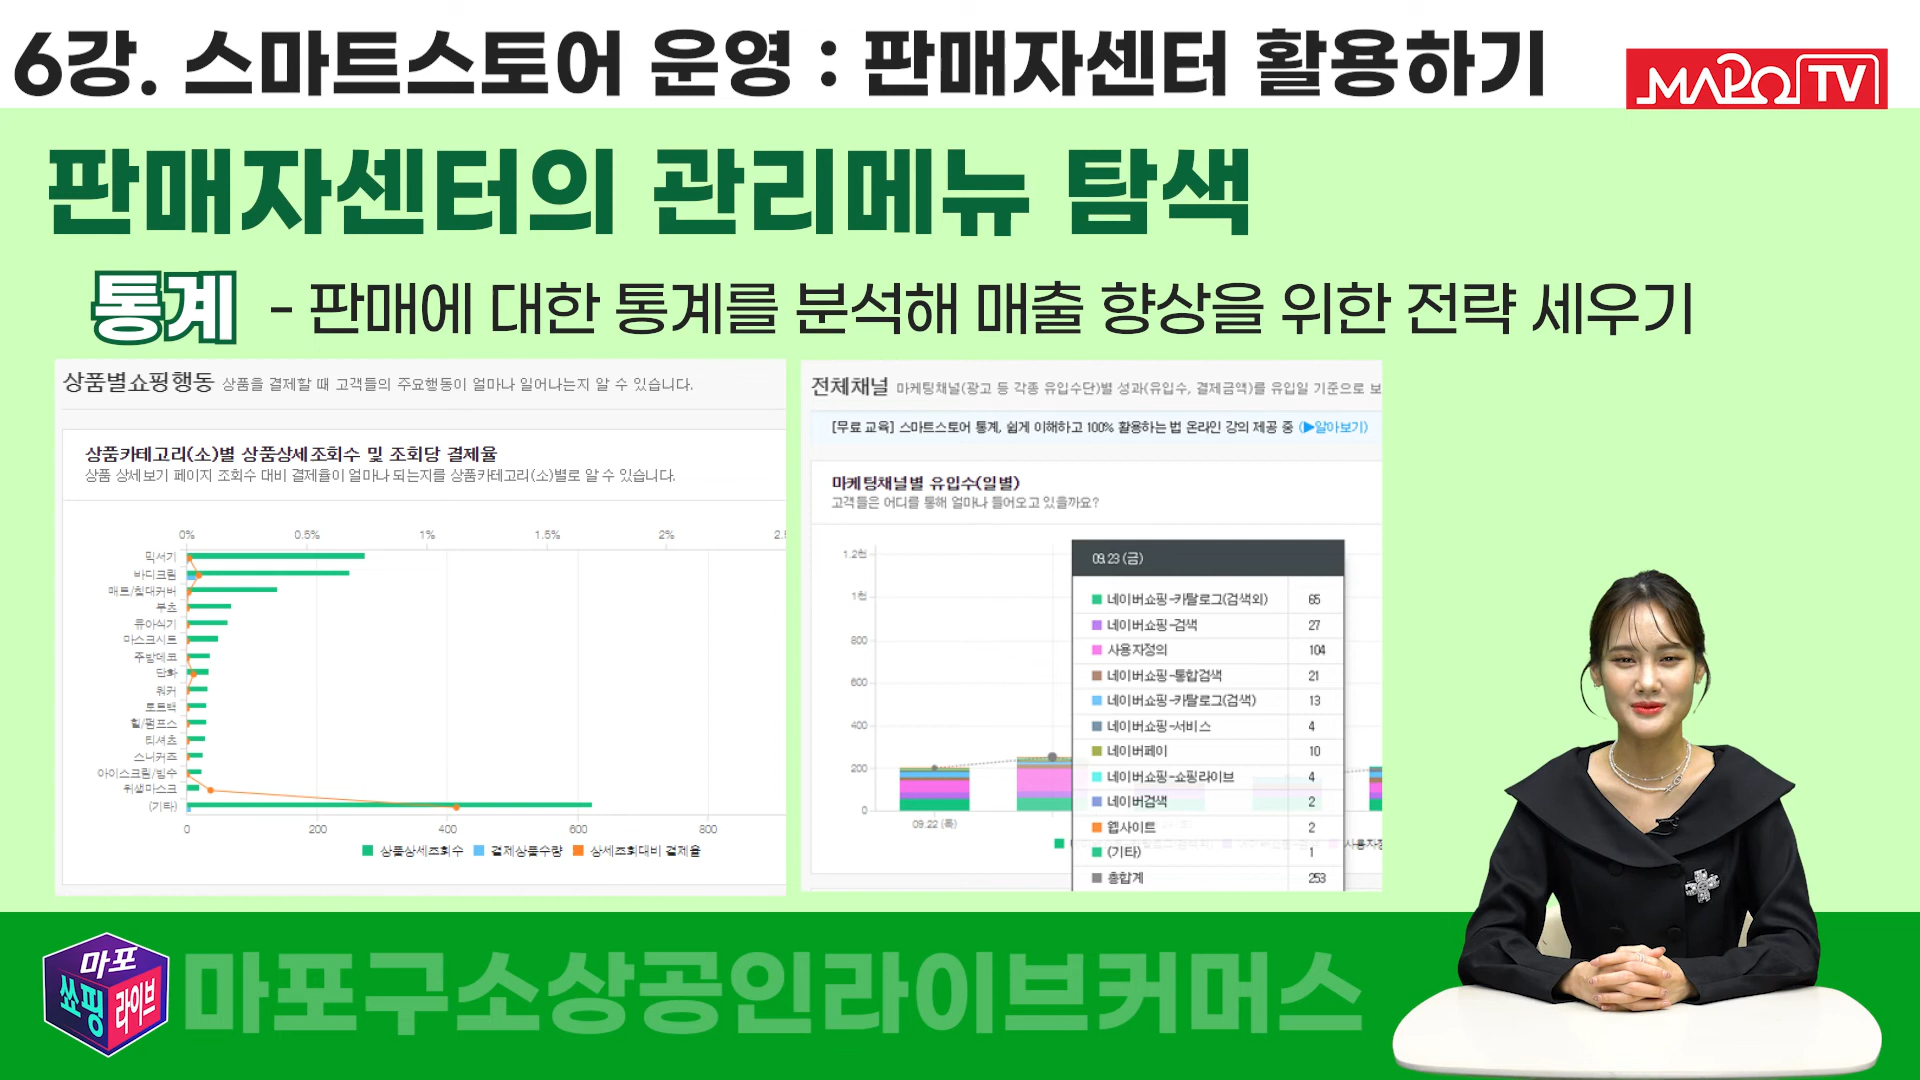 6강. 스마트스토어 운영 : 판매자센터 활용하기
MAPO TV
판매자센터의 관리메뉴 탐색
통계 - 판매에 대한 통계를 분석해 매출 향상을 위한 전략 세우기
상품별쇼핑행동 상품을 결제할 때 고객들의 주요행동이 얼마나 일어나는지 알 수 있습니다.
상품카테고리(소)별 상품상세조회수 및 조회당 결제율
상품 상세보기 페이지 조회수 대비 결제율이 얼마나 되는지를 상품카테고리(소)별로 알 수 있습니다.
0% 0.5% 1% 1.5% 2% 2.5
믹서기
바디크림
매트/침대커버
부츠
류아식기
마스크시트
주방데코
단화
워커
토트백
힐/펌프스
티셔츠
스니커즈
아이스크림/빙수
위생마스크
(기타)
0 200 400 600 800
상품상세조회수 결제상품수량 상세조회대비 결제율
전체채널 마케팅채널(광고 등 각종 유입수단)별 성과(유입수, 결제금액)를 유입일 기준으로 보
[무료 교육] 스마트스토어 통계, 쉽게 이해하고 100% 활용하는 법 온라인 강의 제공 중 (▶알아보기)
마케팅채널별 유입수(일별)
고객들은 어디를 통해 얼마나 들어오고 있을까요?
1.2천
1천
800
600
400
200
0
09.22 (목)
09.23 (금)
네이버쇼핑-카탈로그(검색외) 65
네이버쇼핑-검색 27
사용자정의 104
네이버쇼핑-통합검색 21
네이버쇼핑-카탈로그(검색) 13
네이버쇼핑-서비스 4
네이버페이 10
네이버쇼핑-쇼핑라이브 4
네이버검색 2
웹사이트 2
(기타) 1
총합계 253
사용자정
마포
쇼핑
라이브
마포구소상공인라이브커머스